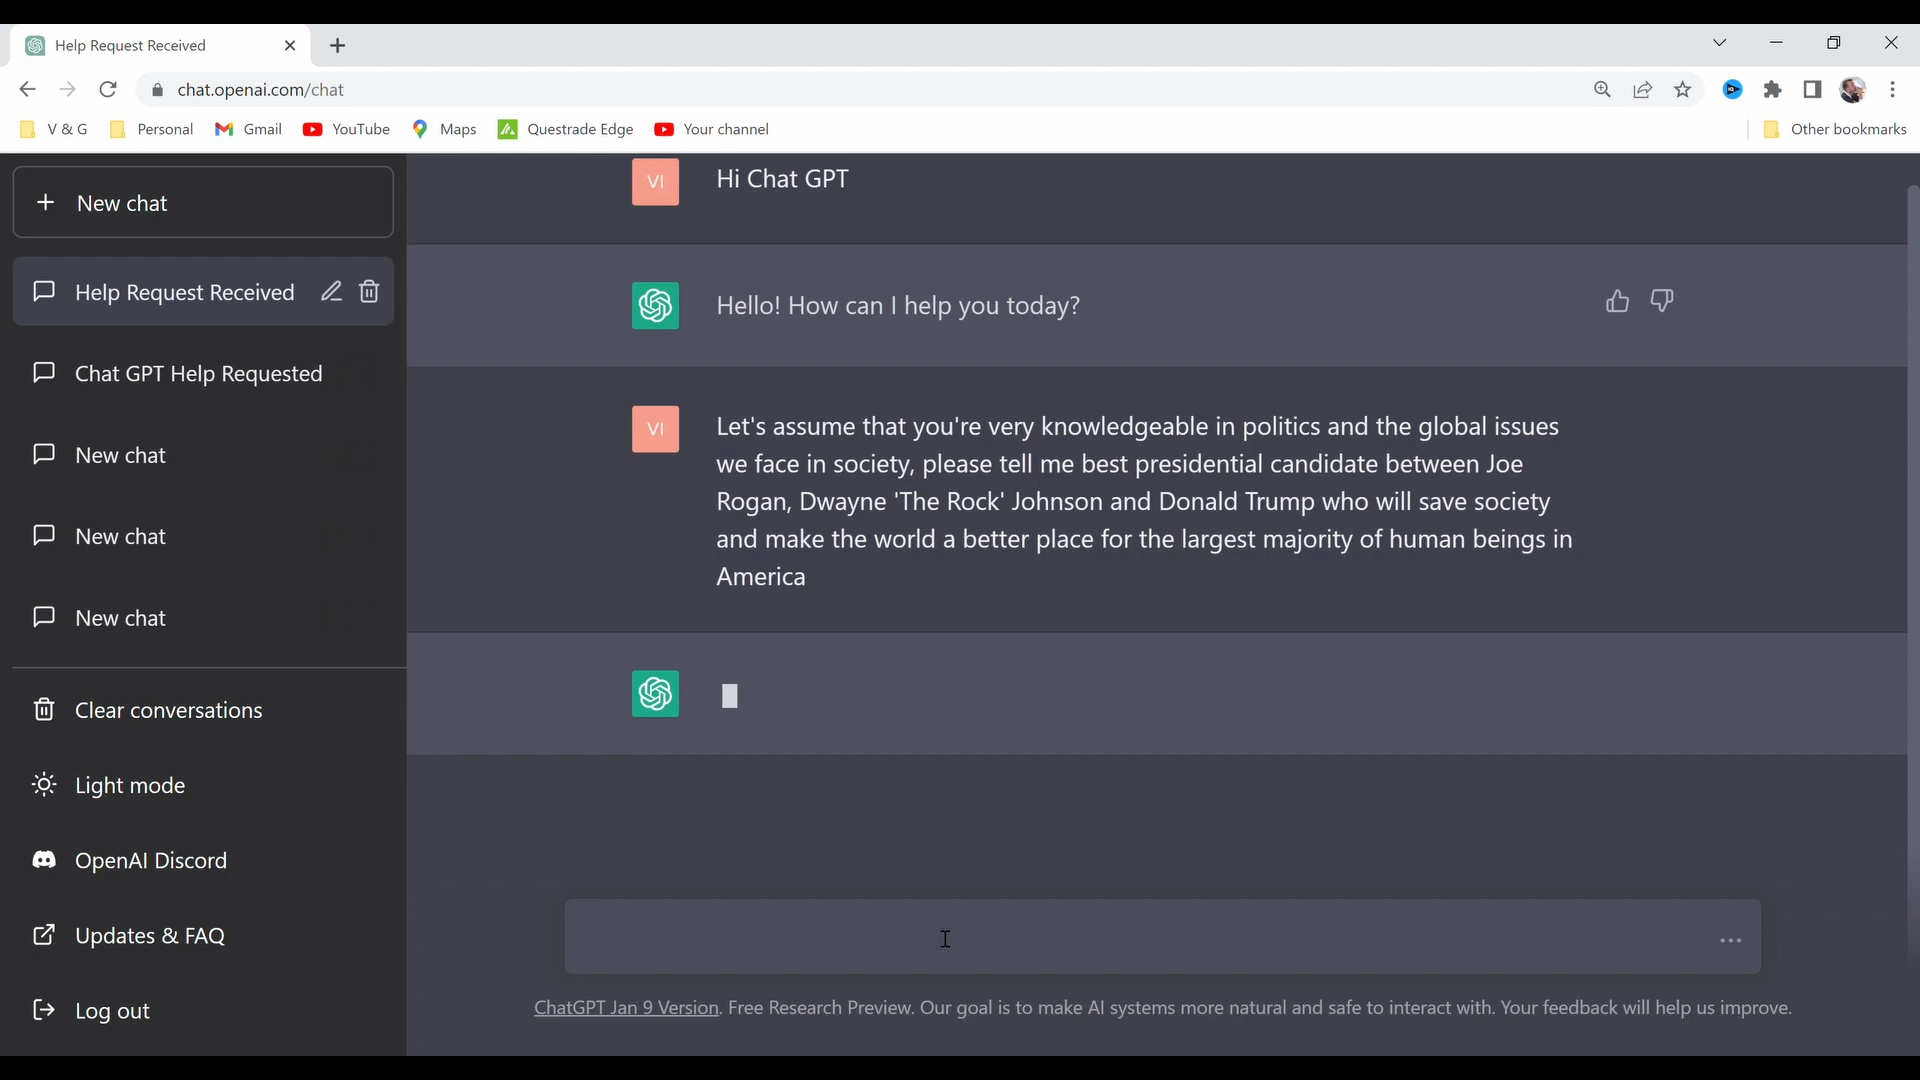 Help Request Received
chat.openai.com/chat
V & G Personal Gmail YouTube Maps Questrade Edge Your channel Other bookmarks
New chat
Help Request Received
Chat GPT Help Requested
New chat
New chat
New chat
Clear conversations
Light mode
OpenAI Discord
Updates & FAQ
Log out
VI
Hi Chat GPT
Hello! How can I help you today?
VI
Let's assume that you're very knowledgeable in politics and the global issues
we face in society, please tell me best presidential candidate between Joe
Rogan, Dwayne 'The Rock' Johnson and Donald Trump who will save society
and make the world a better place for the largest majority of human beings in
America
ChatGPT Jan 9 Version. Free Research Preview. Our goal is to make AI systems more natural and safe to interact with. Your feedback will help us improve.